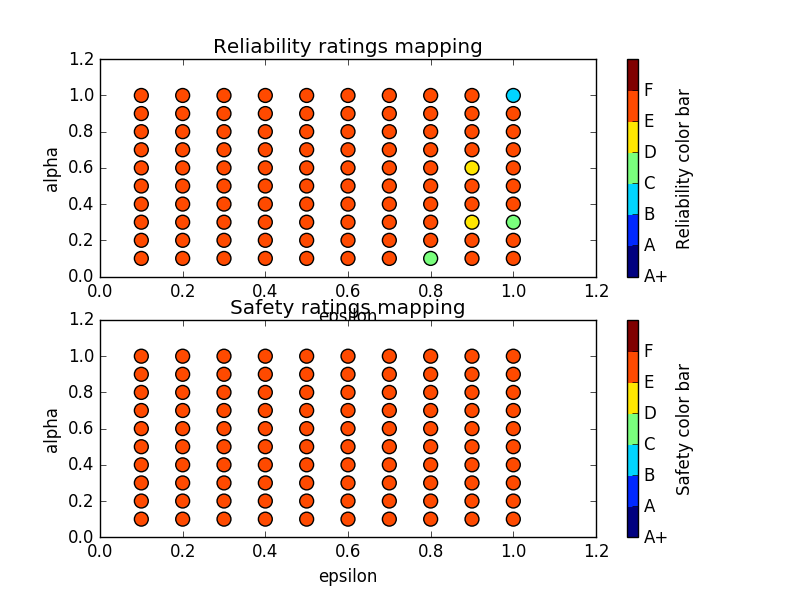 Reliability ratings mapping
1.2
1.0
0.8
0.6
0.4
0.2
0.0
alpha
0.0 0.2 0.4 0.6 0.8 1.0 1.2
epsilon
F
E
D
C
B
A
A+
Reliability color bar
Safety ratings mapping
1.2
1.0
0.8
0.6
0.4
0.2
0.0
alpha
0.0 0.2 0.4 0.6 0.8 1.0 1.2
epsilon
F
E
D
C
B
A
A+
Safety color bar